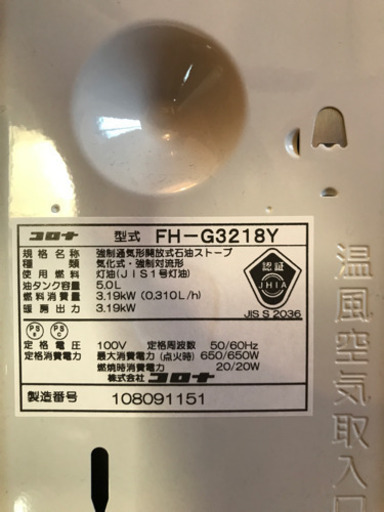 コロナ 型式 FH-G3218Y
規格名称 強制通気形開放式石油ストーブ
種類 気化式・強制対流形
使用燃料 灯油(JIS1号灯油)
油タンク容量 5.0L
燃料消費量 3.19kW (0.310L/h)
暖房出力 3.19kW
認証
JHIA
JIS S 2036
PS C PS C
定格電圧 100V 定格周波数 50/60Hz
定格消費電力 最大消費電力(点火時) 650/650W
燃焼時消費電力 20/20W
株式会社 コロナ
製造番号 108091151
温風空気取入口